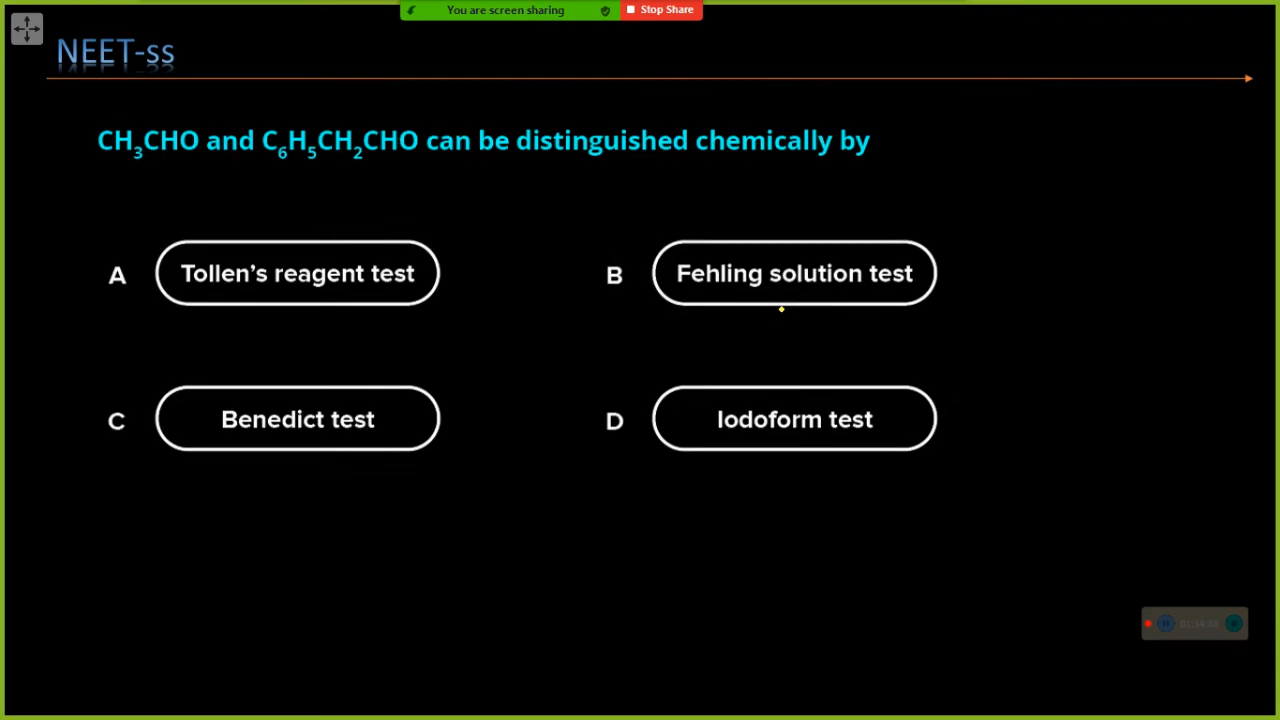 You are screen sharing
Stop Share
NEET-ss
CH₃CHO and C₆H₅CH₂CHO can be distinguished chemically by
A Tollen’s reagent test
B Fehling solution test
C Benedict test
D Iodoform test